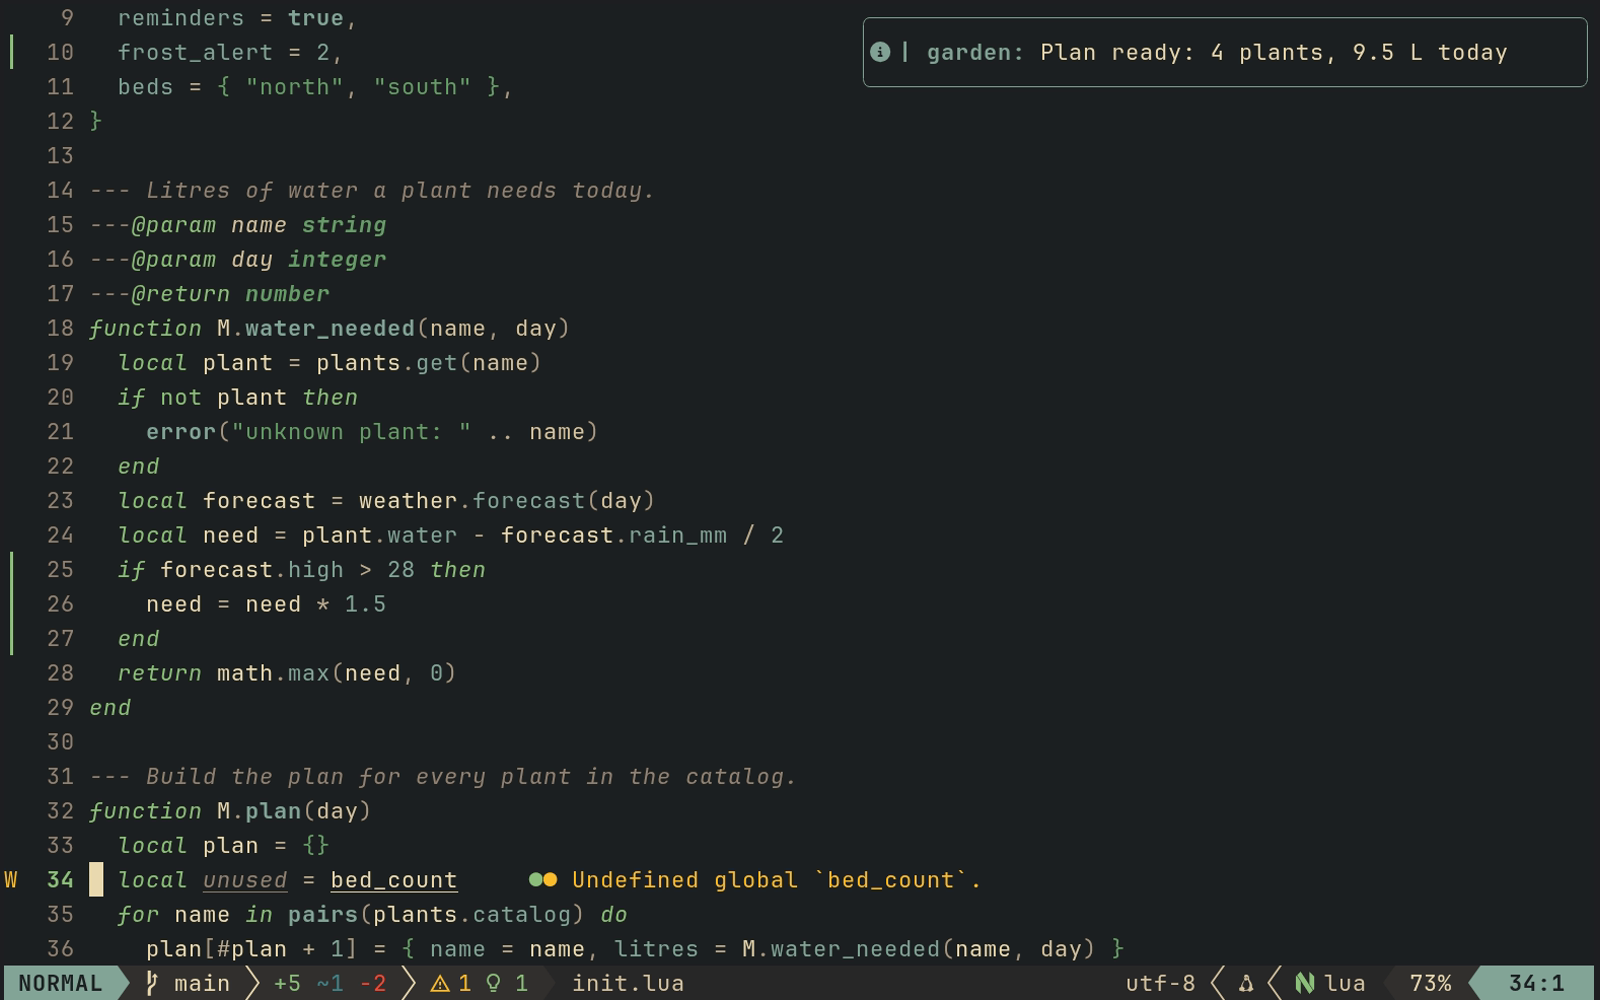 9   reminders = true,
garden: Plan ready: 4 plants, 9.5 L today
10   frost_alert = 2,
11   beds = { "north", "south" },
12 }
13
14 --- Litres of water a plant needs today.
15 ---@param name string
16 ---@param day integer
17 ---@return number
18 function M.water_needed(name, day)
19   local plant = plants.get(name)
20   if not plant then
21     error("unknown plant: " .. name)
22   end
23   local forecast = weather.forecast(day)
24   local need = plant.water - forecast.rain_mm / 2
25   if forecast.high > 28 then
26     need = need * 1.5
27   end
28   return math.max(need, 0)
29 end
30
31 --- Build the plan for every plant in the catalog.
32 function M.plan(day)
33   local plan = {}
W 34   local unused = bed_count     Undefined global `bed_count`.
35   for name in pairs(plants.catalog) do
36     plan[#plan + 1] = { name = name, litres = M.water_needed(name, day) }
NORMAL main +5 ~1 -2 1 1 init.lua utf-8 lua 73% 34:1